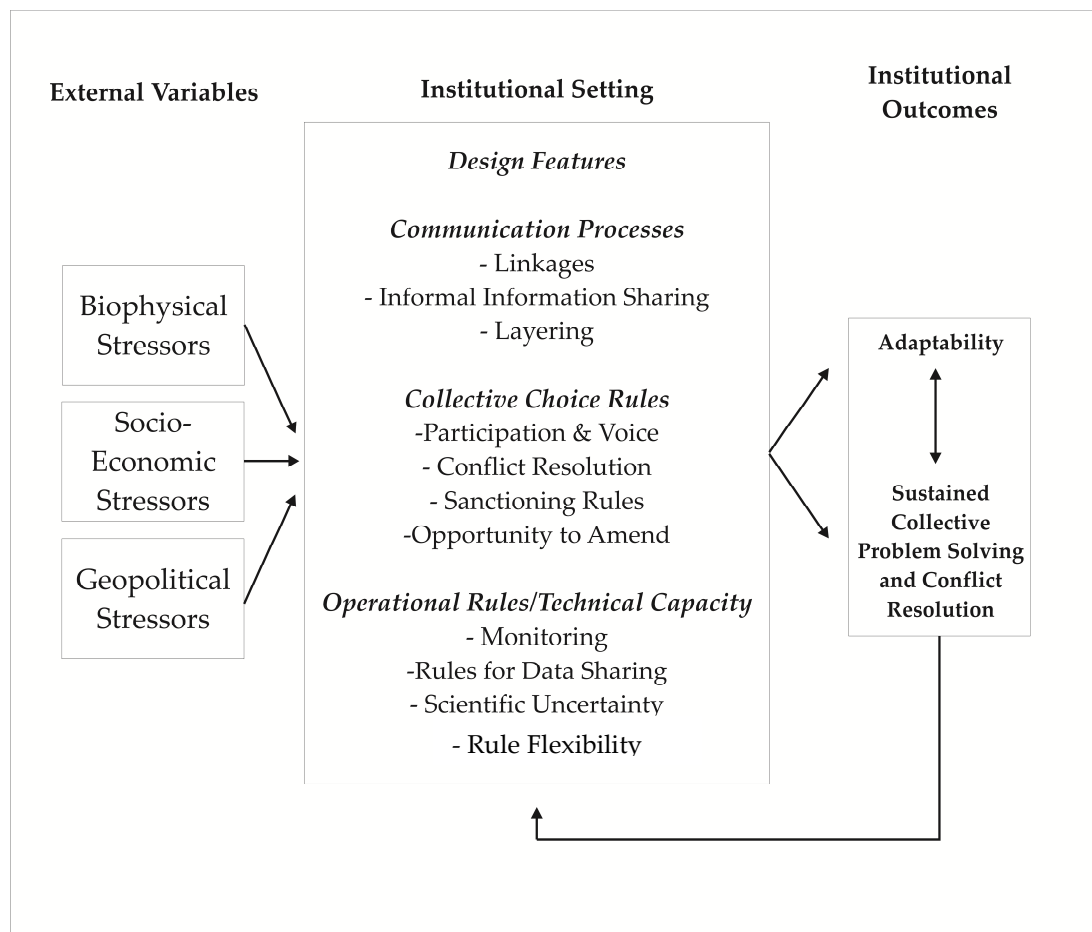 External Variables
Institutional Setting
Institutional
Outcomes
Biophysical
Stressors
Socio-
Economic
Stressors
Geopolitical
Stressors
Design Features
Communication Processes
- Linkages
- Informal Information Sharing
- Layering
Collective Choice Rules
-Participation & Voice
- Conflict Resolution
- Sanctioning Rules
-Opportunity to Amend
Operational Rules/Technical Capacity
- Monitoring
-Rules for Data Sharing
- Scientific Uncertainty
- Rule Flexibility
Adaptability
Sustained
Collective
Problem Solving
and Conflict
Resolution